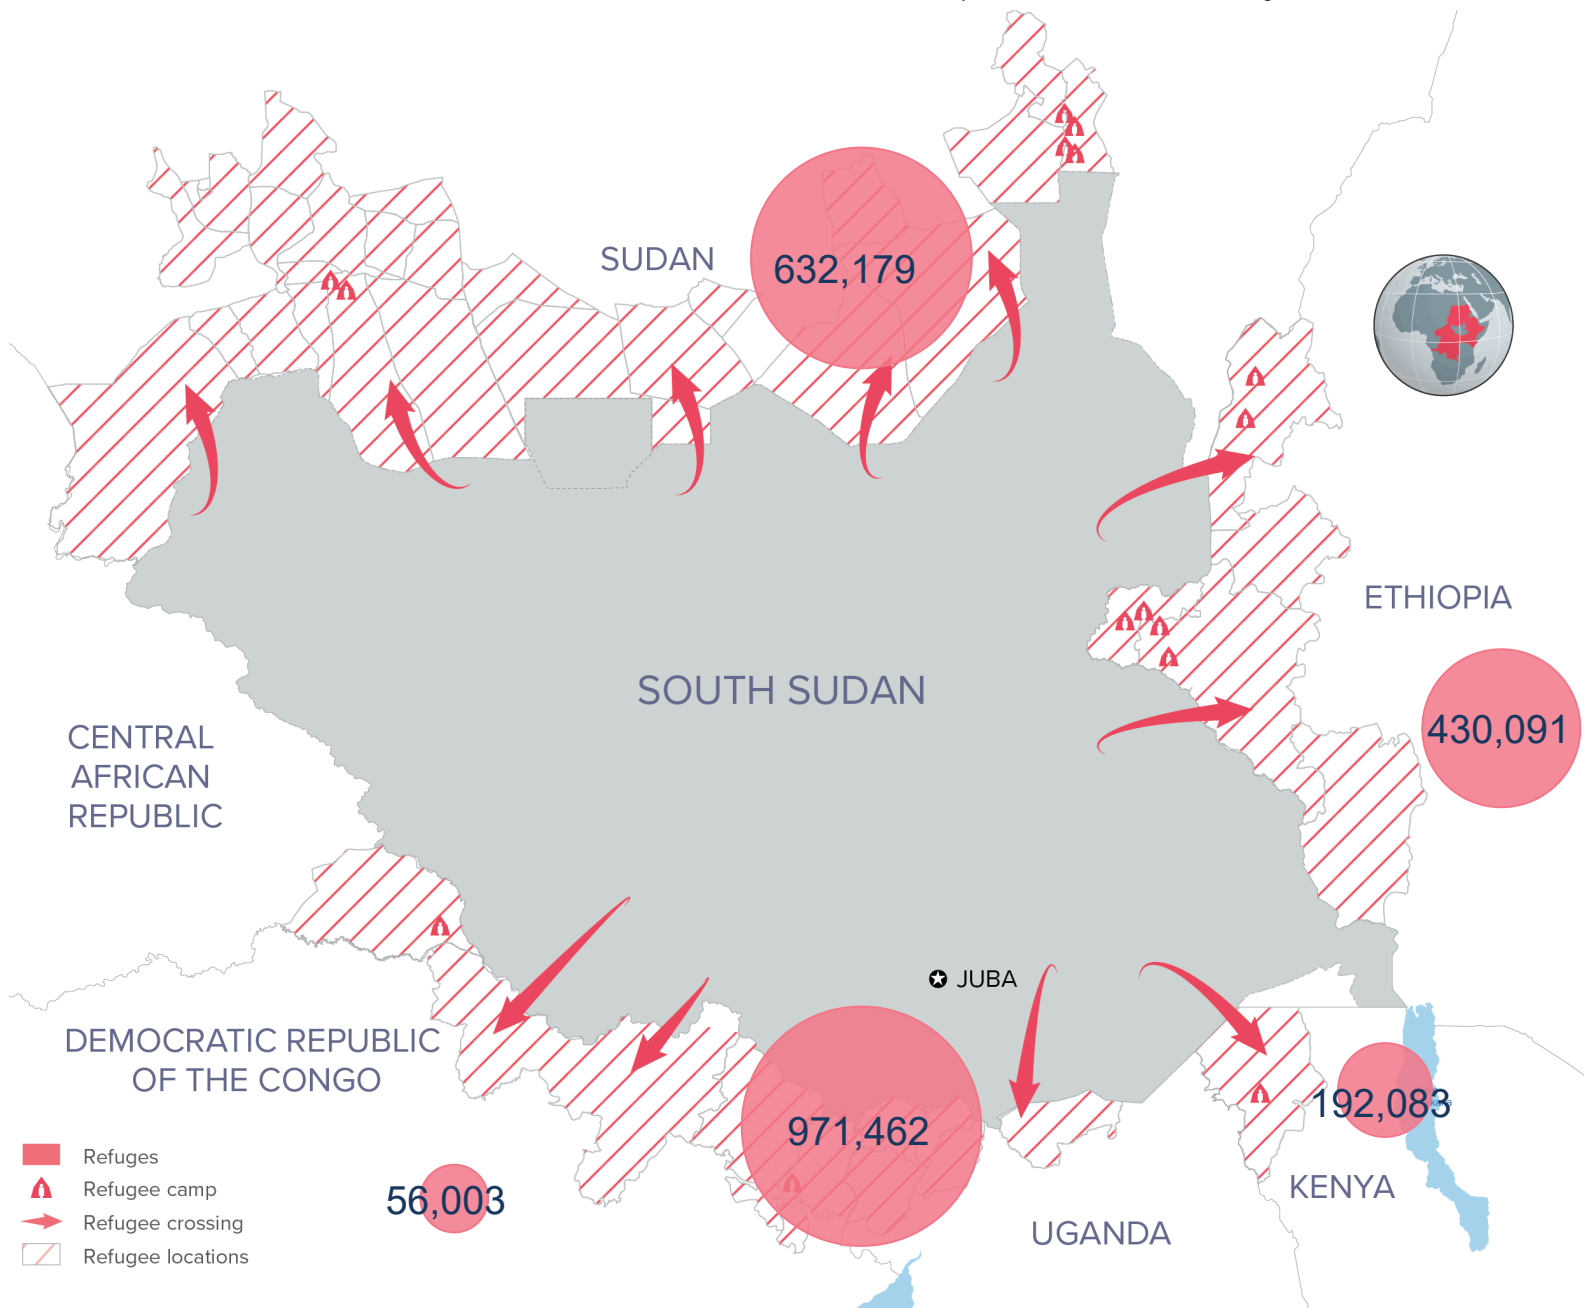 SUDAN
632,179
ETHIOPIA
430,091
SOUTH SUDAN
CENTRAL
AFRICAN
REPUBLIC
JUBA
DEMOCRATIC REPUBLIC
OF THE CONGO
971,462
192,083
56,003
KENYA
UGANDA
Refuges
Refugee camp
Refugee crossing
Refugee locations